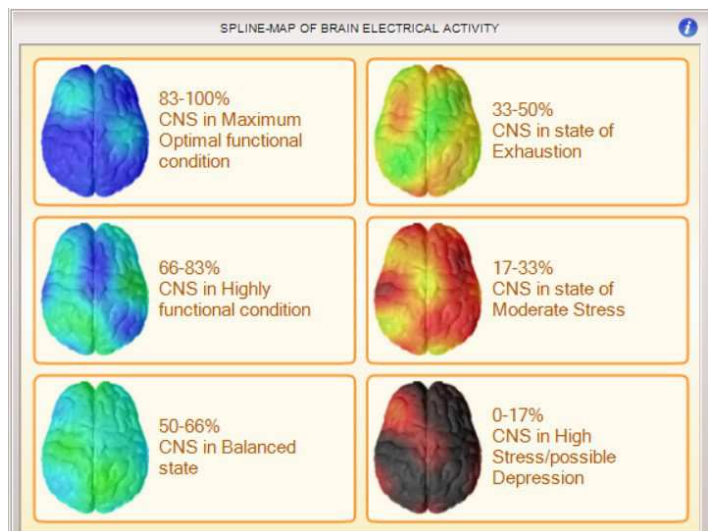 SPLINE-MAP OF BRAIN ELECTRICAL ACTIVITY
i
83-100%
CNS in Maximum
Optimal functional
condition
33-50%
CNS in state of
Exhaustion
66-83%
CNS in Highly
functional condition
17-33%
CNS in state of
Moderate Stress
50-66%
CNS in Balanced
state
0-17%
CNS in High
Stress/possible
Depression